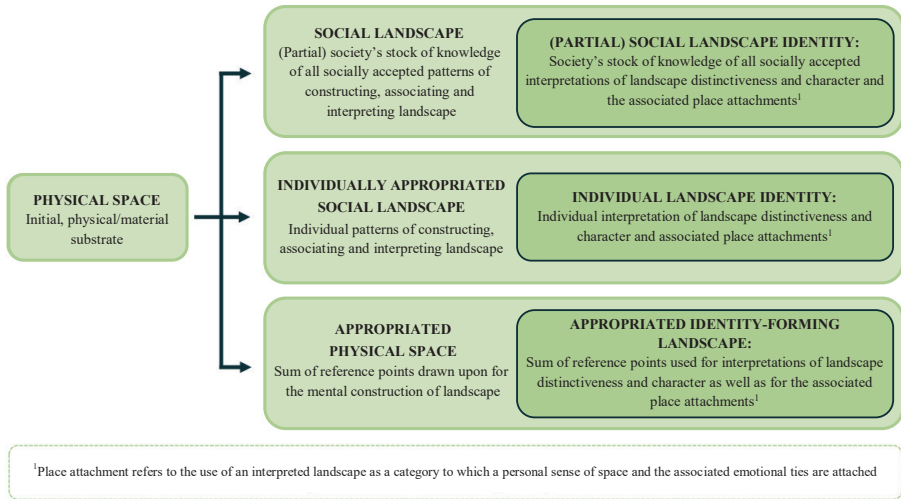 PHYSICAL SPACE
Initial, physical/material
substrate
SOCIAL LANDSCAPE
(Partial) society’s stock of knowledge
of all socially accepted patterns of
constructing, associating and
interpreting landscape
(PARTIAL) SOCIAL LANDSCAPE IDENTITY:
Society’s stock of knowledge of all socially accepted
interpretations of landscape distinctiveness and character and
the associated place attachments¹
INDIVIDUALLY APPROPRIATED
SOCIAL LANDSCAPE
Individual patterns of constructing,
associating and interpreting landscape
INDIVIDUAL LANDSCAPE IDENTITY:
Individual interpretation of landscape distinctiveness and
character and associated place attachments¹
APPROPRIATED
PHYSICAL SPACE
Sum of reference points drawn upon for
the mental construction of landscape
APPROPRIATED IDENTITY-FORMING
LANDSCAPE:
Sum of reference points used for interpretations of landscape
distinctiveness and character as well as for the associated
place attachments¹
¹Place attachment refers to the use of an interpreted landscape as a category to which a personal sense of space and the associated emotional ties are attached